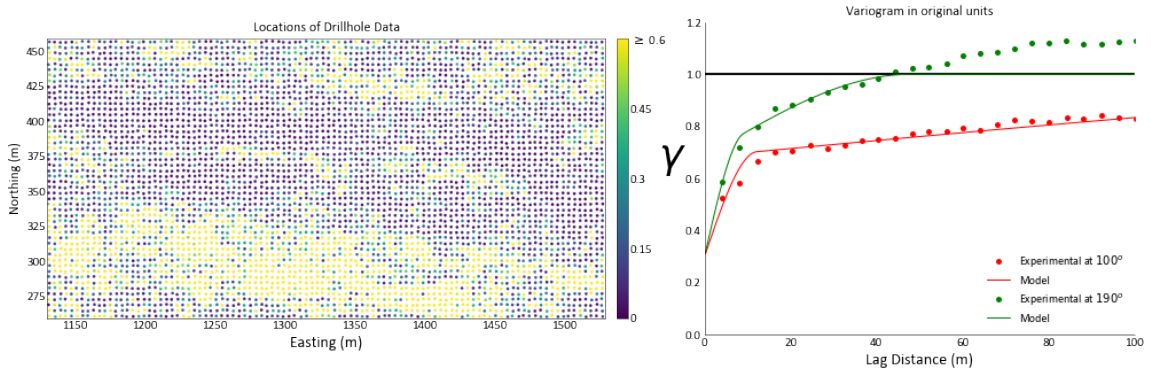 Locations of Drillhole Data
450
425
400
375
350
325
300
275
Northing (m)
1150 1200 1250 1300 1350 1400 1450 1500
Easting (m)
≥ 0.6
0.45
0.3
0.15
0
Variogram in original units
1.2
1.0
0.8
0.6
0.4
0.2
0.0
γ
0 20 40 60 80 100
Lag Distance (m)
Experimental at 100°
Model
Experimental at 190°
Model